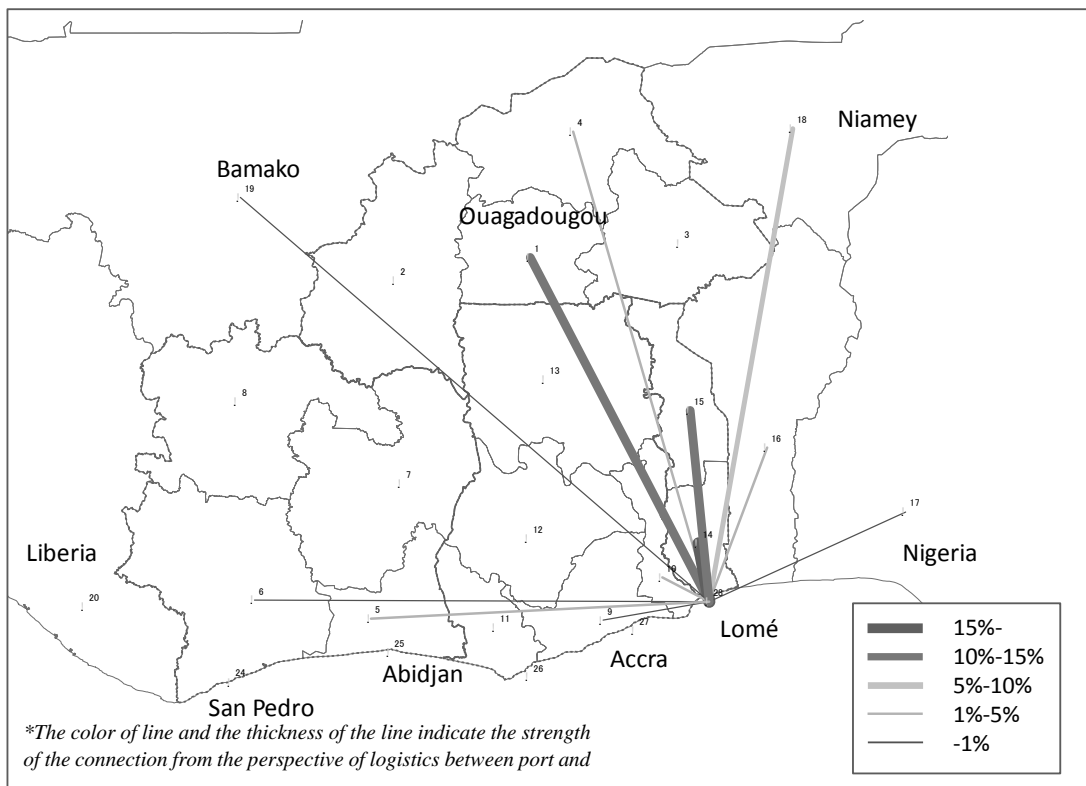 4
18
Niamey
Bamako
19
Ouagadougou
3
1
2
13
8
15
16
7
17
12
14
Liberia
Nigeria
10
28
20
6
5
9
11
27
Lomé
25
Accra
Abidjan
26
24
San Pedro
15%-
10%-15%
5%-10%
1%-5%
-1%
*The color of line and the thickness of the line indicate the strength
of the connection from the perspective of logistics between port and